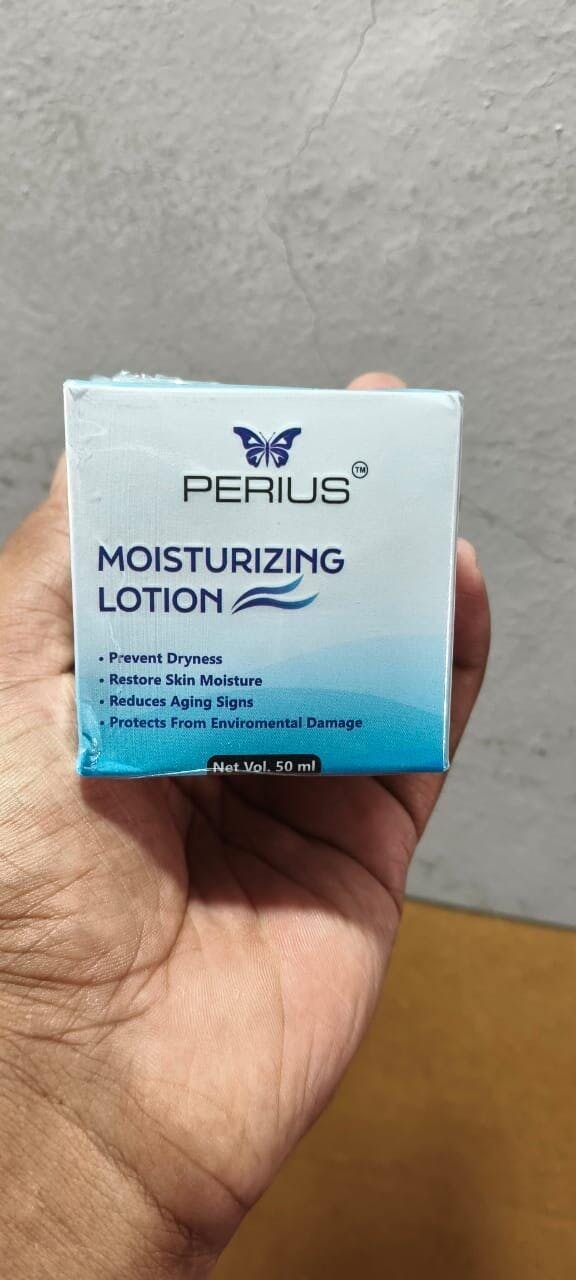 PERIUS™
MOISTURIZING
LOTION
• Prevent Dryness
• Restore Skin Moisture
• Reduces Aging Signs
• Protects From Enviromental Damage
Net Vol. 50 ml